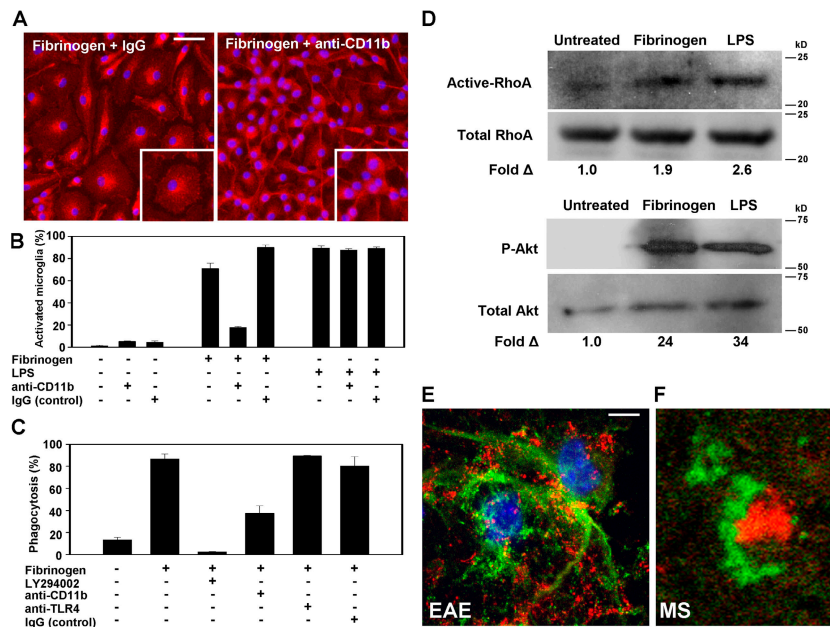 A
Fibrinogen + IgG
Fibrinogen + anti-CD11b
B
Activated microglia (%)
100
80
60
40
20
0
Fibrinogen - - - + + + - - -
LPS - - - - - - + + +
anti-CD11b - + - - + - - + -
IgG (control) - - + - - + - - +
C
Phagocytosis (%)
100
80
60
40
20
0
Fibrinogen - + + + + +
LY294002 - - + - - -
anti-CD11b - - - + - -
anti-TLR4 - - - - + -
IgG (control) - - - - - +
D
Untreated Fibrinogen LPS
kD
Active-RhoA
25
20
Total RhoA
25
20
Fold Δ 1.0 1.9 2.6
Untreated Fibrinogen LPS
kD
P-Akt
75
50
Total Akt
75
50
Fold Δ 1.0 24 34
E
EAE
F
MS